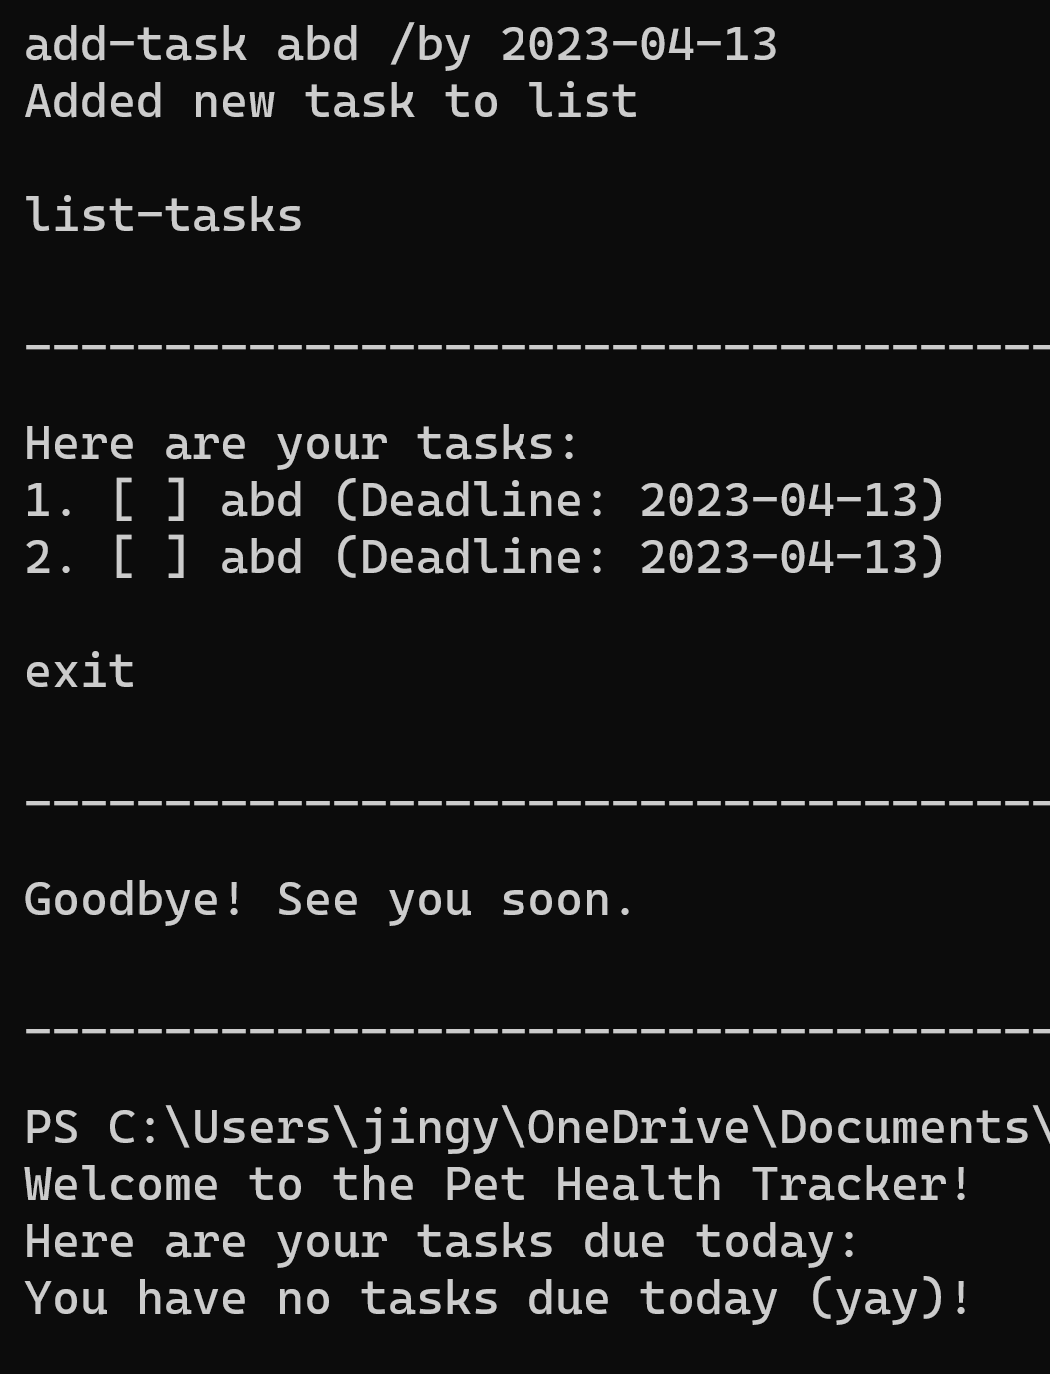 add-task abd /by 2023-04-13
Added new task to list
list-tasks
-------------------------------------
Here are your tasks:
1. [ ] abd (Deadline: 2023-04-13)
2. [ ] abd (Deadline: 2023-04-13)
exit
-------------------------------------
Goodbye! See you soon.
-------------------------------------
PS C:\Users\jingy\OneDrive\Documents\
Welcome to the Pet Health Tracker!
Here are your tasks due today:
You have no tasks due today (yay)!